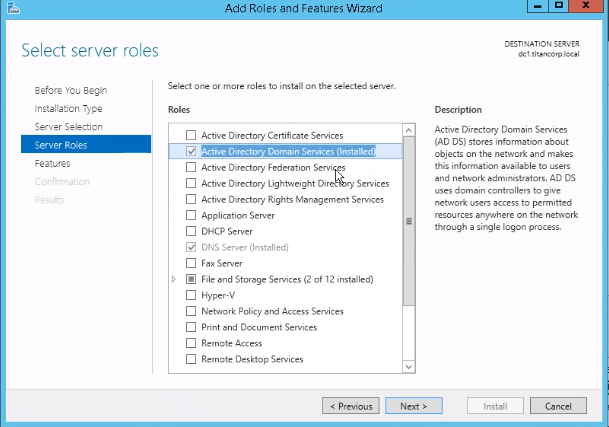 Add Roles and Features Wizard
Select server roles
DESTINATION SERVER
dc1.titancorp.local
Before You Begin
Installation Type
Server Selection
Server Roles
Features
Confirmation
Results
Select one or more roles to install on the selected server.
Roles
Active Directory Certificate Services
Active Directory Domain Services (Installed)
Active Directory Federation Services
Active Directory Lightweight Directory Services
Active Directory Rights Management Services
Application Server
DHCP Server
DNS Server (Installed)
Fax Server
File and Storage Services (2 of 12 installed)
Hyper-V
Network Policy and Access Services
Print and Document Services
Remote Access
Remote Desktop Services
Description
Active Directory Domain Services
(AD DS) stores information about
objects on the network and makes
this information available to users
and network administrators. AD DS
uses domain controllers to give
network users access to permitted
resources anywhere on the network
through a single logon process.
< Previous
Next >
Install
Cancel